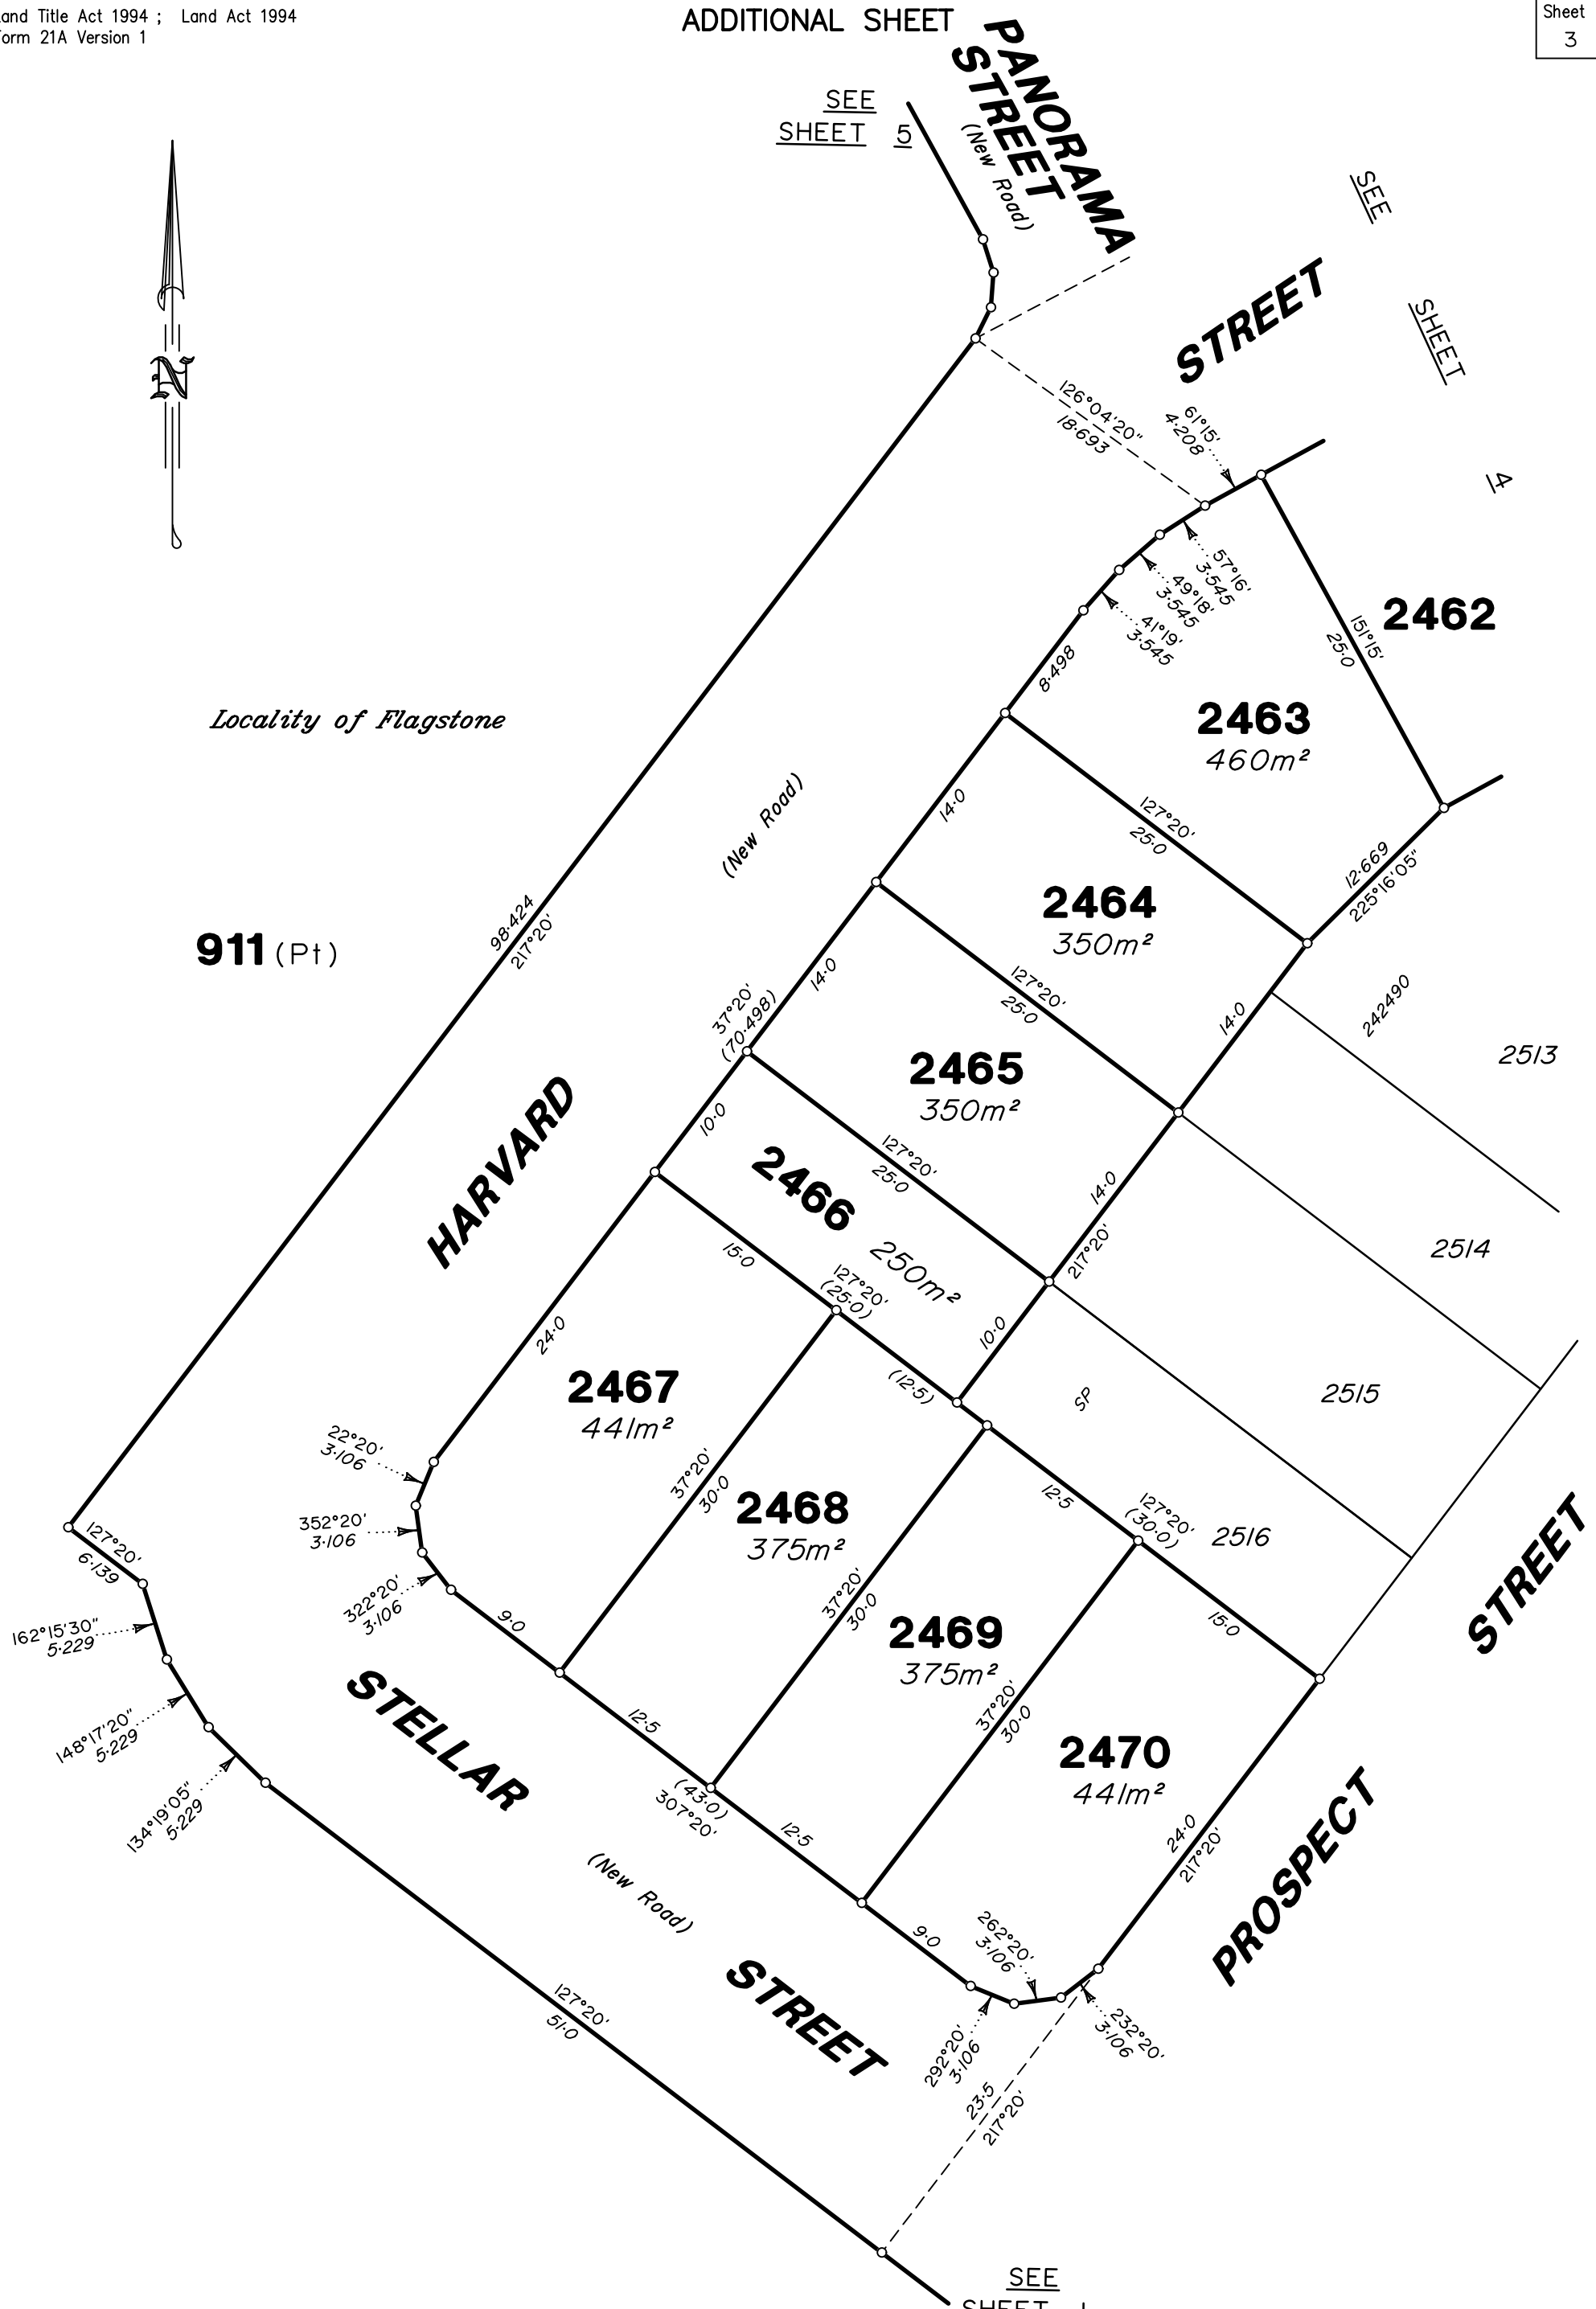 and Title Act 1994 ; Land Act 1994
orm 21A Version 1
ADDITIONAL SHEET
Sheet
3
PANORAMA
STREET
(New Road)
SEE
SHEET 5
SEE
SHEET
4
STREET
N
126°04'20"
18·693
61°15'
4·208
57°16'
3·545
49°18'
3·545
41°19'
3·545
8·498
151°15'
25·0
2462
2463
460m²
Locality of Flagstone
911 (Pt)
98·424
217°20'
(New Road)
14·0
127°20'
25·0
12·669
225°16'05"
2464
350m²
14·0
127°20'
25·0
14·0
242490
2513
37°20'
(70·498)
2465
350m²
HARVARD
10·0
127°20'
25·0
14·0
217°20'
2514
2466
250m²
15·0
127°20'
(25·0)
10·0
(12·5)
SP
2515
24·0
2467
441m²
22°20'
3·106
352°20'
3·106
322°20'
3·106
9·0
37°20'
30·0
2468
375m²
12·5
127°20'
(30·0)
2516
127°20'
6·139
162°15'30"
5·229
148°17'20"
5·229
134°19'05"
5·229
37°20'
30·0
2469
375m²
15·0
STREET
STELLAR
12·5
(43·0)
307°20'
37°20'
30·0
2470
441m²
12·5
24·0
217°20'
PROSPECT
(New Road)
STREET
9·0
262°20'
3·106
292°20'
3·106
232°20'
3·106
127°20'
51·0
23·5
217°20'
SEE
SHEET